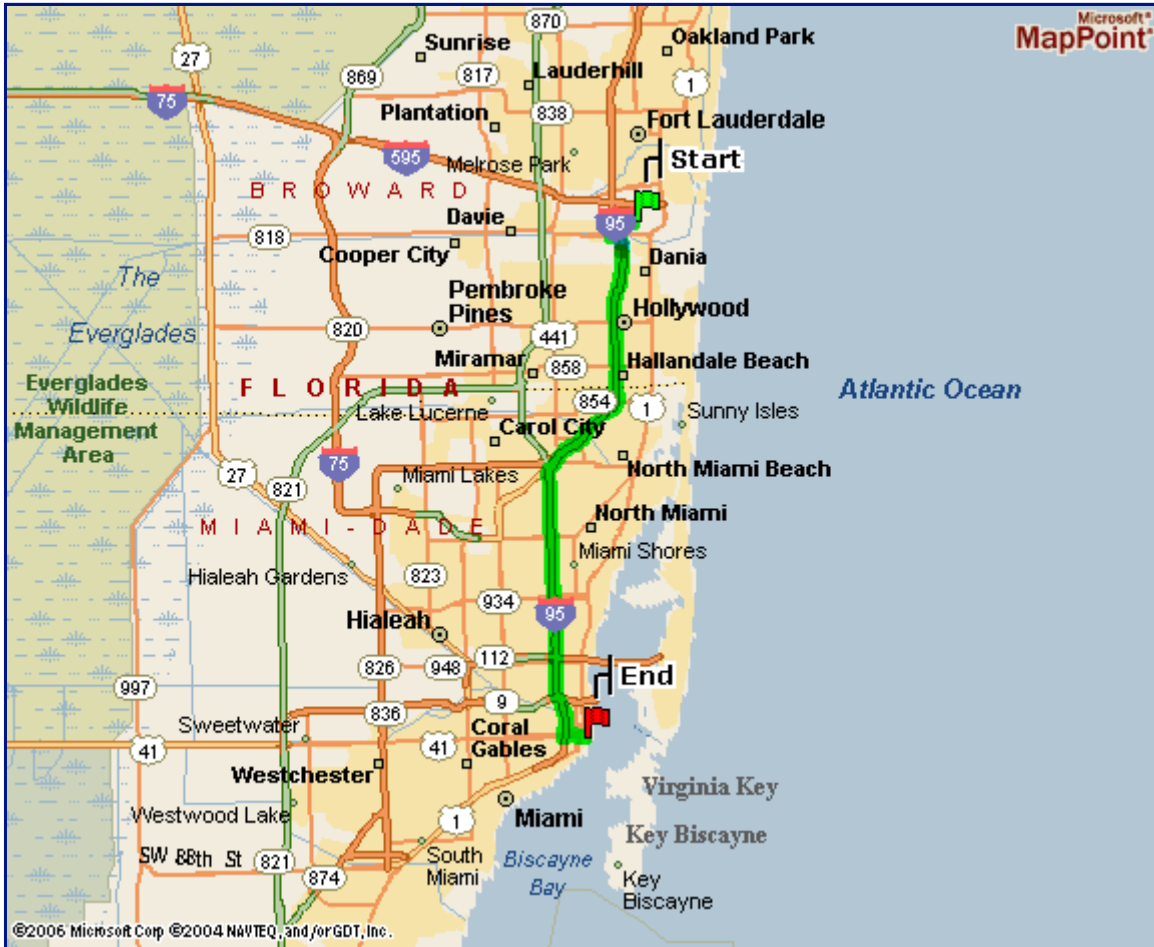 Microsoft®
MapPoint®
870
Sunrise
Oakland Park
27
869
817
Lauderhill
1
75
Plantation
838
Fort Lauderdale
595
Melrose Park
Start
BROWARD
95
818
Davie
Cooper City
Dania
The
Everglades
Pembroke
Pines
Hollywood
820
441
Miramar
858
Hallandale Beach
Everglades
Wildlife
Management
Area
FLORIDA
Atlantic Ocean
854
1
Lake Lucerne
Sunny Isles
Carol City
75
North Miami Beach
27
821
Miami Lakes
North Miami
MIAMI-DADE
Miami Shores
Hialeah Gardens
823
934
95
Hialeah
112
826
948
End
997
9
836
Sweetwater
Coral
Gables
41
41
Westchester
Virginia Key
Westwood Lake
1
Miami
Key Biscayne
SW 88th St
821
South
Miami
Biscayne
Bay
874
Key
Biscayne
©2006 Microsoft Corp ©2004 NAVTEQ, and/or GDT, Inc.